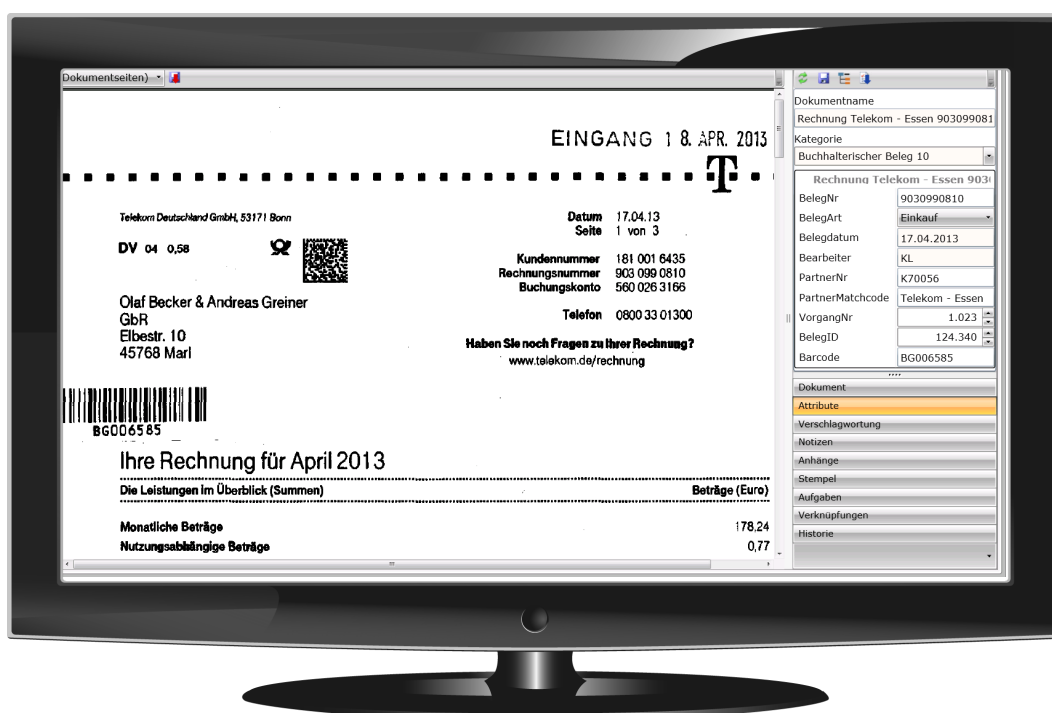 Dokumentseiten)
EINGANG 1 8. APR. 2013
T
Telekom Deutschland GmbH, 53171 Bonn
DV 04 0,58
Olaf Becker & Andreas Greiner
GbR
Elbestr. 10
45768 Marl
Datum 17.04.13
Seite 1 von 3
Kundennummer 181 001 6435
Rechnungsnummer 903 099 0810
Buchungskonto 560 026 3166
Telefon 0800 33 01300
Haben Sie noch Fragen zu Ihrer Rechnung?
www.telekom.de/rechnung
BG006585
Ihre Rechnung für April 2013
Die Leistungen im Überblick (Summen) Beträge (Euro)
Monatliche Beträge 178,24
Nutzungsabhängige Beträge 0,77
Dokumentname
Rechnung Telekom - Essen 903099081
Kategorie
Buchhalterischer Beleg 10
Rechnung Telekom - Essen 903
BelegNr 9030990810
BelegArt Einkauf
Belegdatum 17.04.2013
Bearbeiter KL
PartnerNr K70056
PartnerMatchcode Telekom - Essen
VorgangNr 1.023
BelegID 124.340
Barcode BG006585
Dokument
Attribute
Verschlagwortung
Notizen
Anhänge
Stempel
Aufgaben
Verknüpfungen
Historie